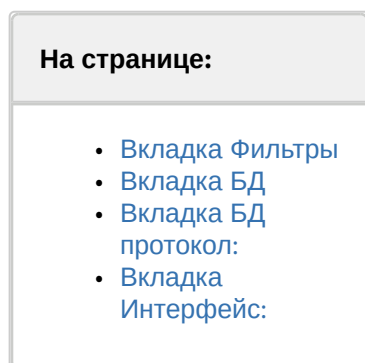 На странице:
• Вкладка Фильтры
• Вкладка БД
• Вкладка БД
протокол:
• Вкладка
Интерфейс: